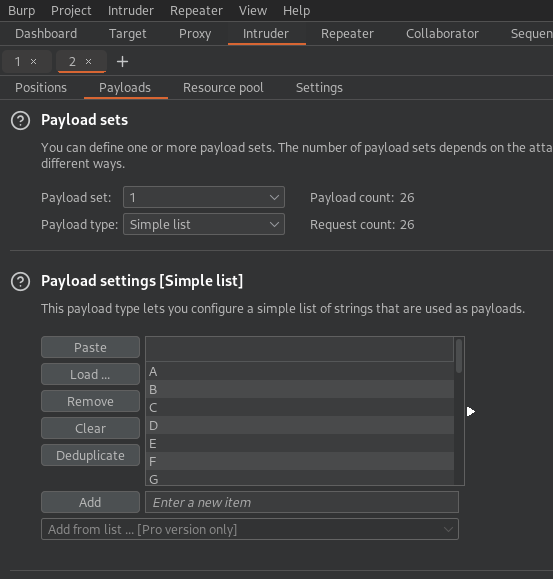 Burp Project Intruder Repeater View Help
Dashboard Target Proxy Intruder Repeater Collaborator Sequen
1 × 2 × +
Positions Payloads Resource pool Settings
? Payload sets
You can define one or more payload sets. The number of payload sets depends on the atta
different ways.
Payload set: 1 Payload count: 26
Payload type: Simple list Request count: 26
? Payload settings [Simple list]
This payload type lets you configure a simple list of strings that are used as payloads.
Paste
Load ...
Remove
Clear
Deduplicate
A
B
C
D
E
F
G
Add Enter a new item
Add from list ... [Pro version only]